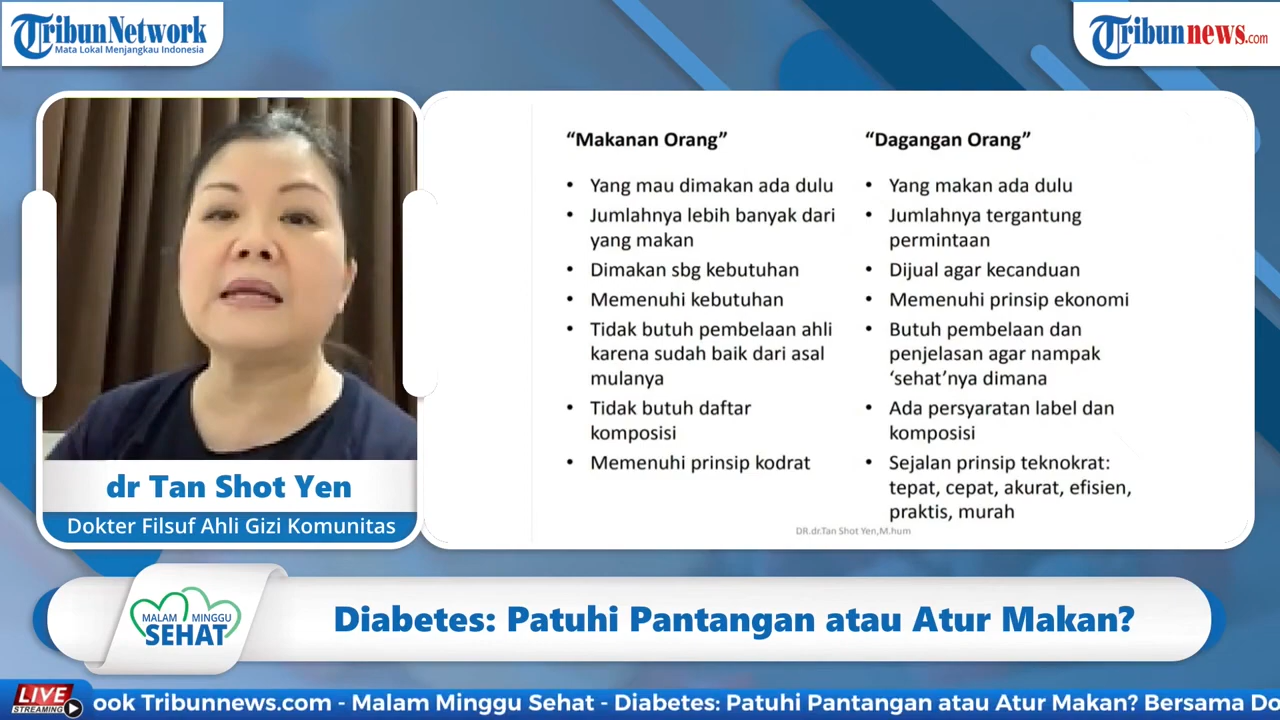 TribunNetwork
Mata Lokal Menjangkau Indonesia
Tribunnews.com
“Makanan Orang”
• Yang mau dimakan ada dulu
• Jumlahnya lebih banyak dari
yang makan
• Dimakan sbg kebutuhan
• Memenuhi kebutuhan
• Tidak butuh pembelaan ahli
karena sudah baik dari asal
mulanya
• Tidak butuh daftar
komposisi
• Memenuhi prinsip kodrat
“Dagangan Orang”
• Yang makan ada dulu
• Jumlahnya tergantung
permintaan
• Dijual agar kecanduan
• Memenuhi prinsip ekonomi
• Butuh pembelaan dan
penjelasan agar nampak
‘sehat’nya dimana
• Ada persyaratan label dan
komposisi
• Sejalan prinsip teknokrat:
tepat, cepat, akurat, efisien,
praktis, murah
DR.dr.Tan Shot Yen,M.hum
dr Tan Shot Yen
Dokter Filsuf Ahli Gizi Komunitas
MALAM MINGGU
SEHAT
Diabetes: Patuhi Pantangan atau Atur Makan?
LIVE
STREAMING
ook Tribunnews.com - Malam Minggu Sehat - Diabetes: Patuhi Pantangan atau Atur Makan? Bersama Do